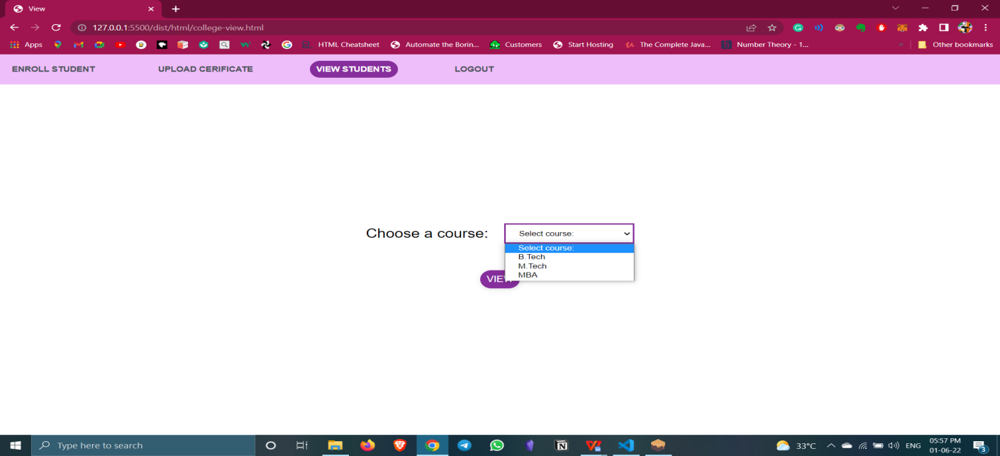 View
127.0.0.1:5500/dist/html/college-view.html
Apps
HTML Cheatsheet
Automate the Borin...
Customers
Start Hosting
The Complete Java...
Number Theory - 1...
Other bookmarks
ENROLL STUDENT
UPLOAD CERIFICATE
VIEW STUDENTS
LOGOUT
Choose a course:
Select course:
Select course:
B.Tech
M.Tech
MBA
VIEW
Type here to search
33°C
ENG
05:57 PM
01-06-22
3